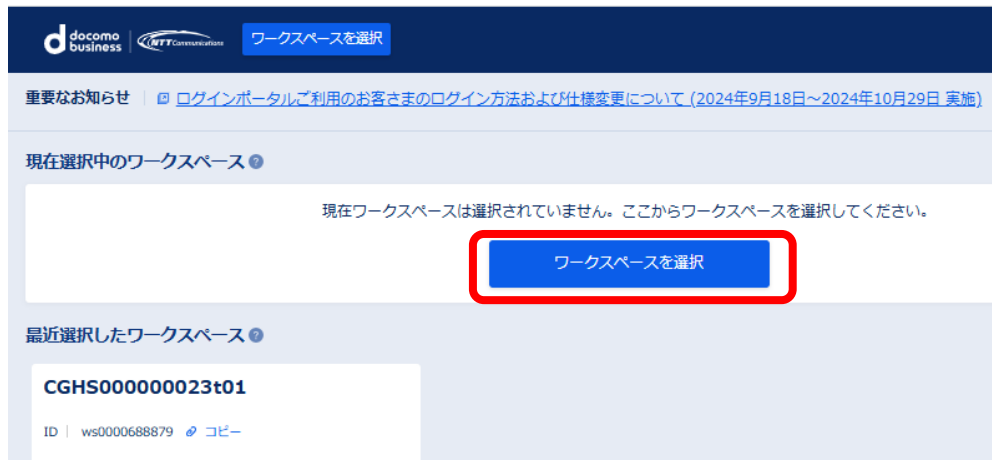 docomo business NTT Communications ワークスペースを選択
重要なお知らせ ログインポータルご利用のお客さまのログイン方法および仕様変更について (2024年9月18日～2024年10月29日 実施)
現在選択中のワークスペース ?
現在ワークスペースは選択されていません。ここからワークスペースを選択してください。
ワークスペースを選択
最近選択したワークスペース ?
CGHS000000023t01
ID ws0000688879 コピー